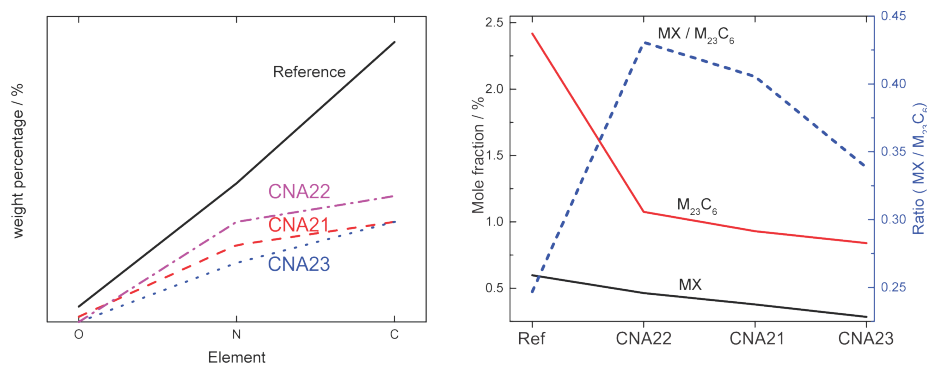 weight percentage / %
Reference
CNA22
CNA21
CNA23
O N C
Element
Mole fraction / %
2.5
2.0
1.5
1.0
0.5
MX / M₂₃C₆
M₂₃C₆
MX
Ref CNA22 CNA21 CNA23
0.45
0.40
0.35
0.30
0.25
Ratio ( MX / M₂₃C₆)